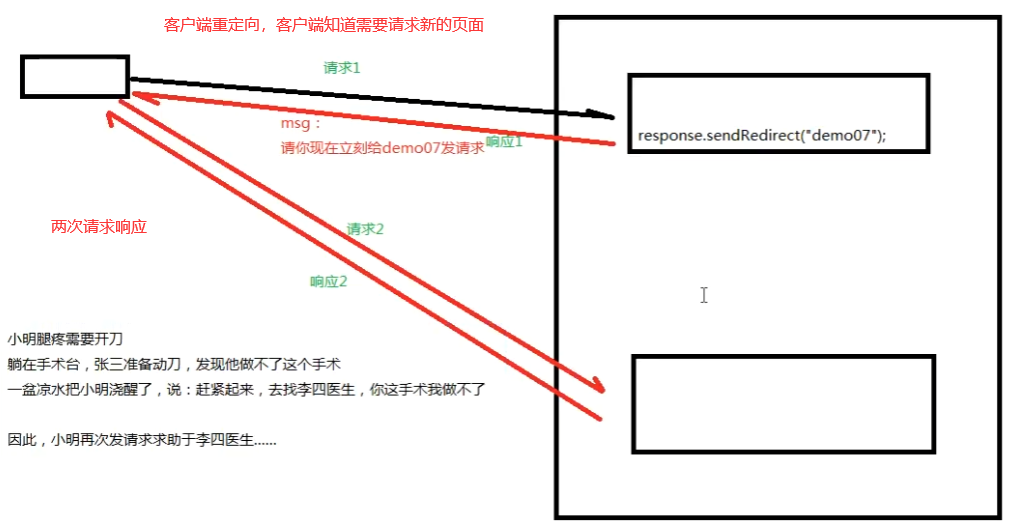 客户端重定向，客户端知道需要请求新的页面
请求1
msg：
请你现在立刻给demo07发请求
响应1
response.sendRedirect("demo07");
两次请求响应
请求2
响应2
小明腿疼需要开刀
躺在手术台，张三准备动刀，发现他做不了这个手术
一盆凉水把小明浇醒了，说：赶紧起来，去找李四医生，你这手术我做不了
因此，小明再次发请求求助于李四医生......